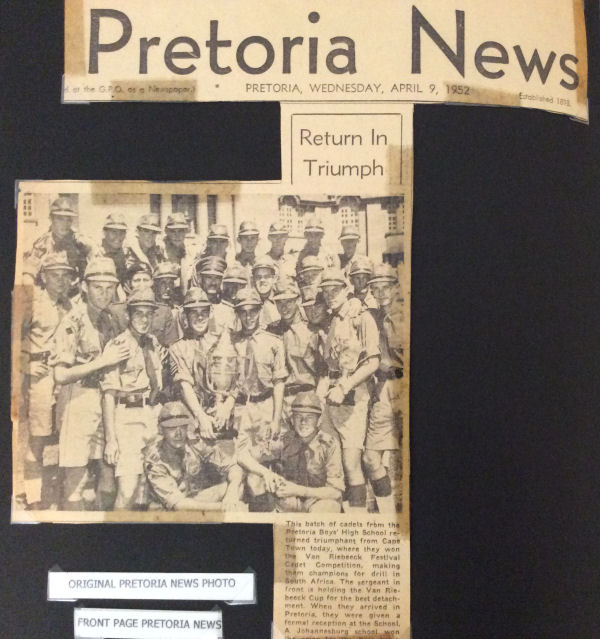 Pretoria News
d at the G.P.O. as a Newspaper.)
PRETORIA, WEDNESDAY, APRIL 9, 1952
Established 1898.
Return In
Triumph
This batch of cadets from the
Pretoria Boys' High School re-
turned triumphant from Cape
Town today, where they won
the Van Riebeeck Festival
Cadet Competition, making
them champions for drill in
South Africa. The sergeant in
front is holding the Van Rie-
beeck Cup for the best detach-
ment. When they arrived in
Pretoria, they were given a
formal reception at the School.
A Johannesburg school won
ORIGINAL PRETORIA NEWS PHOTO
FRONT PAGE PRETORIA NEWS